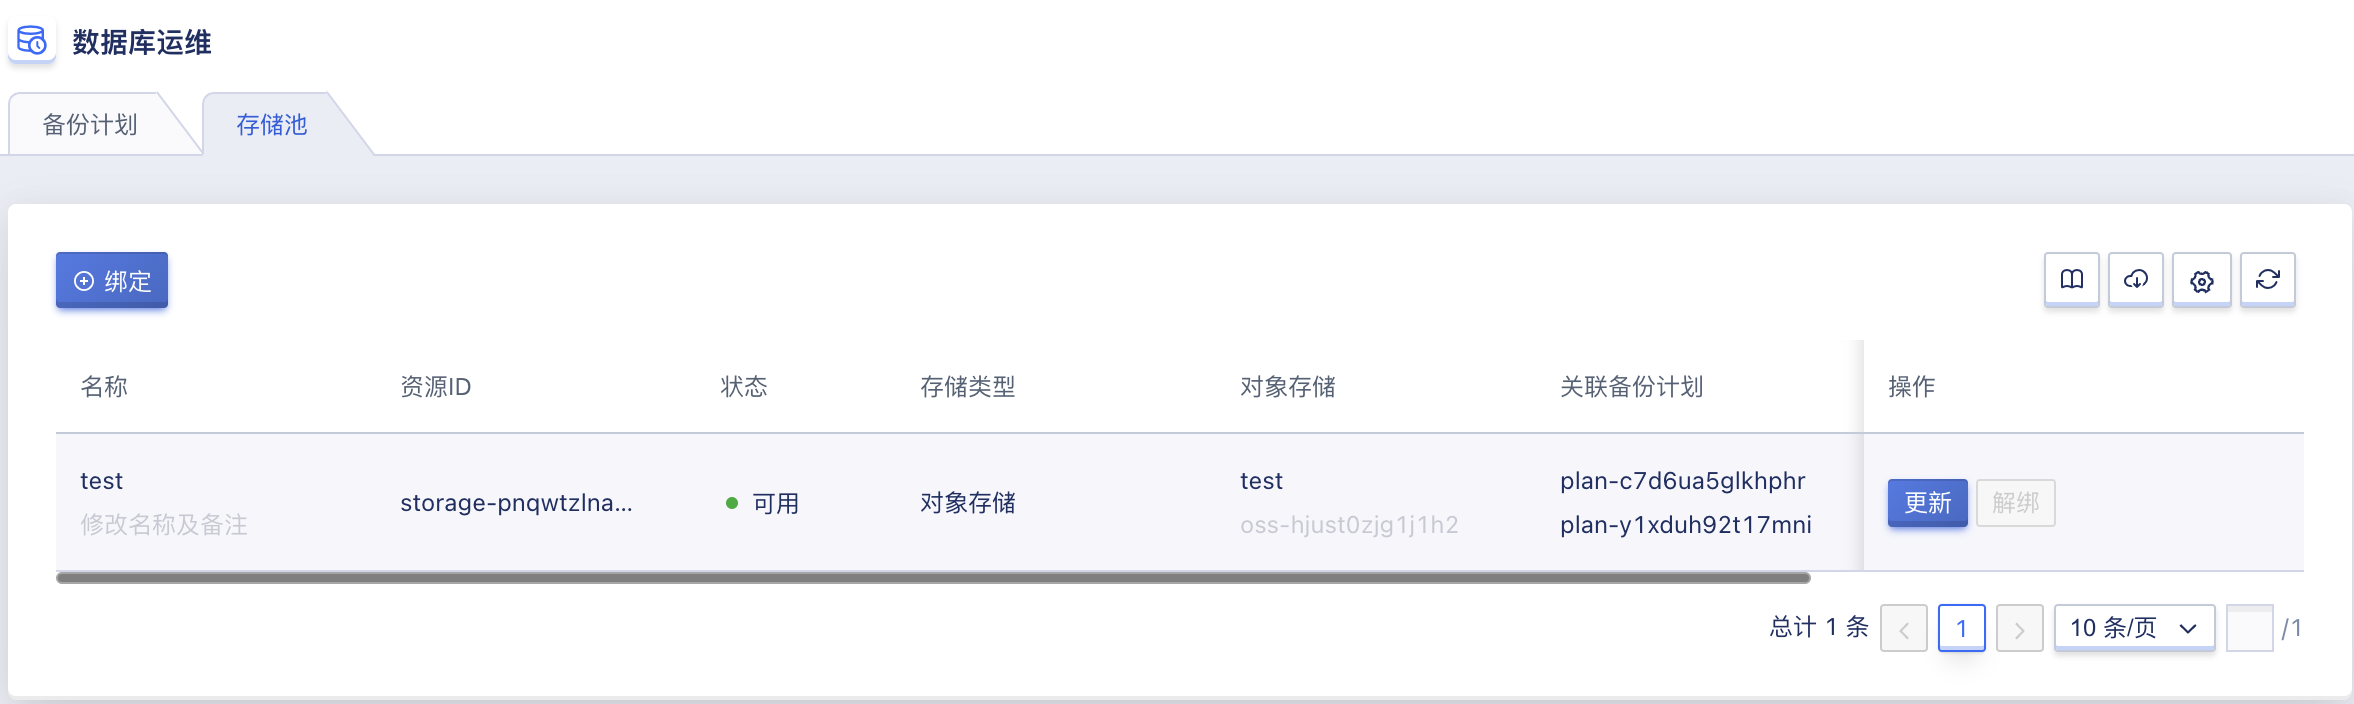 数据库运维
备份计划 存储池
绑定
名称 资源ID 状态 存储类型 对象存储 关联备份计划 操作
test
修改名称及备注
storage-pnqwtzlna...
可用
对象存储
test
oss-hjust0zjg1j1h2
plan-c7d6ua5glkhphr
plan-y1xduh92t17mni
更新 解绑
总计 1 条 1 10 条/页 /1